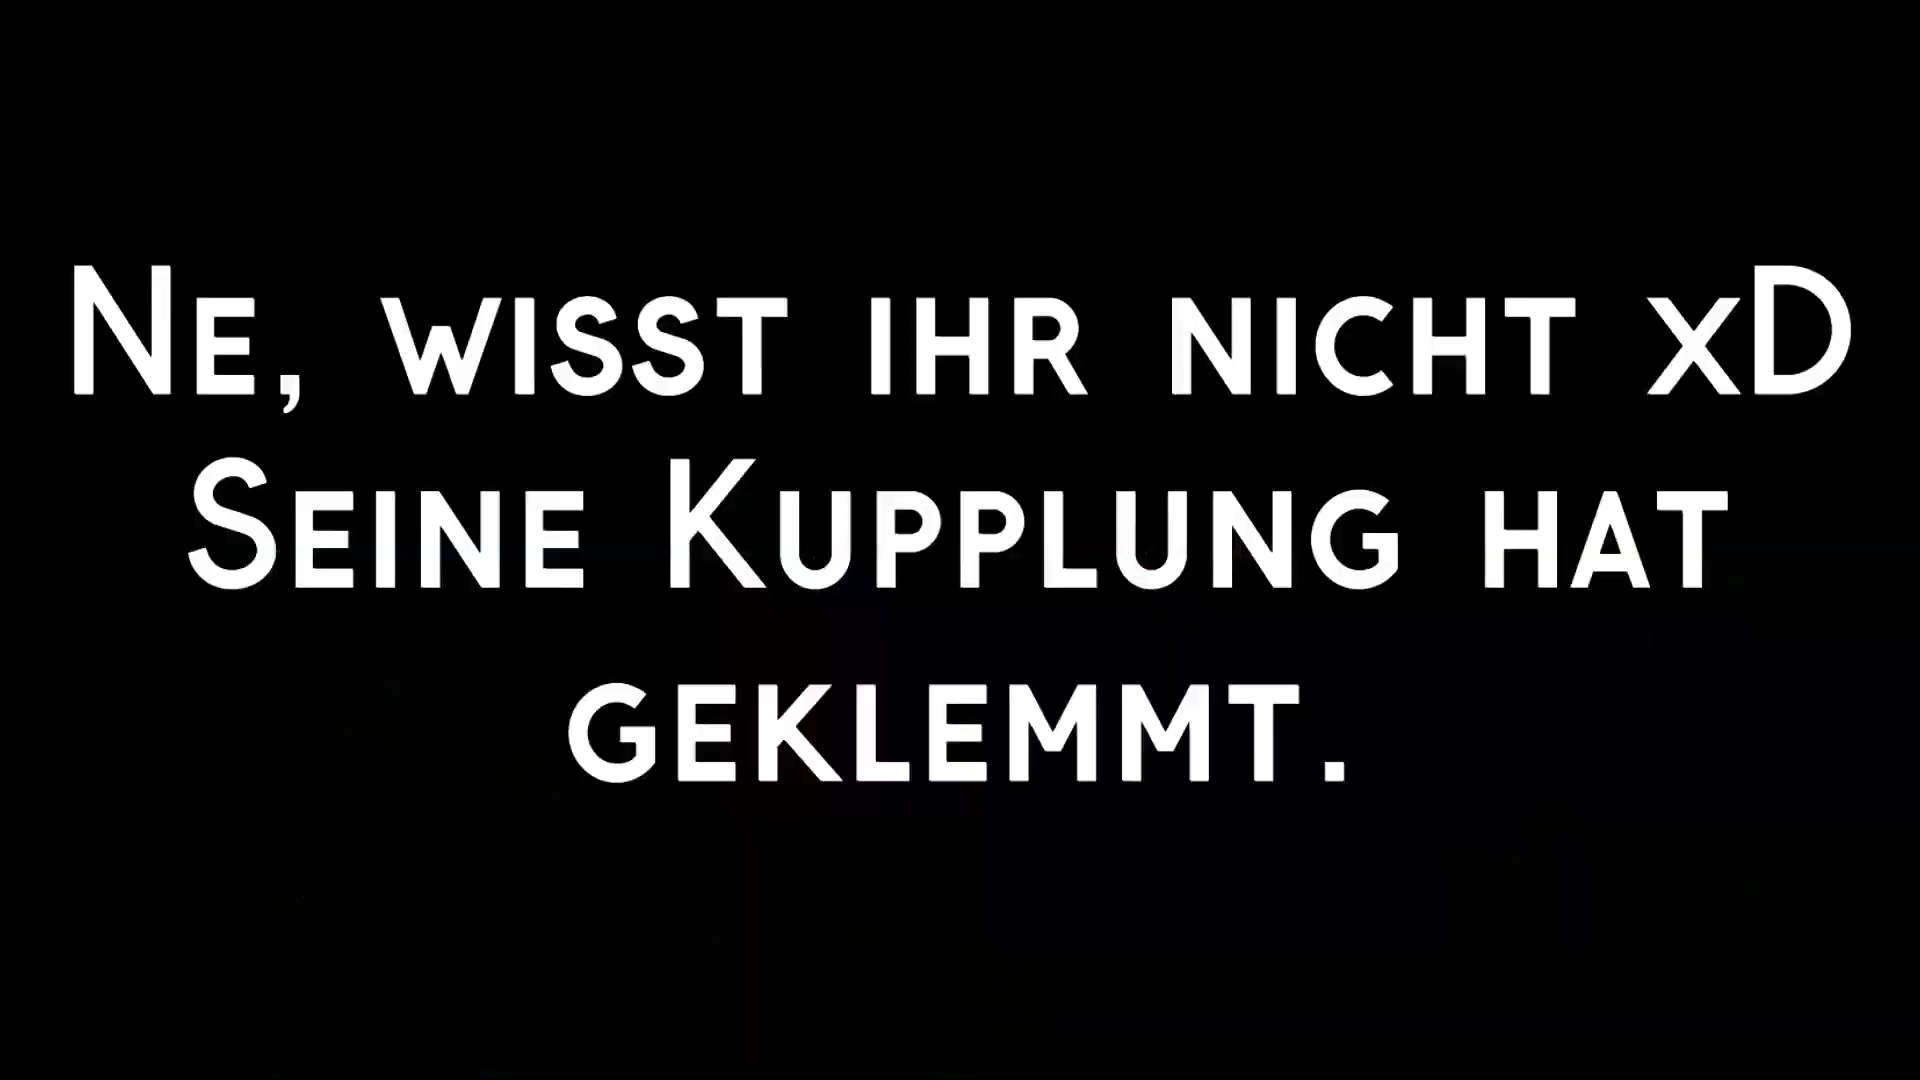 Ne, wisst ihr nicht xD
Seine Kupplung hat
geklemmt.